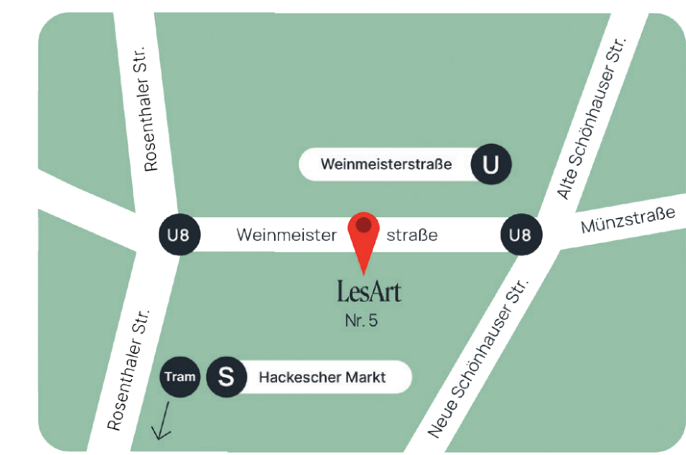 Rosenthaler Str.
Alte Schönhauser Str.
Weinmeisterstraße U
Münzstraße
U8 Weinmeister straße U8
LesArt
Nr. 5
Rosenthaler Str.
Neue Schönhauser Str.
Tram S Hackescher Markt